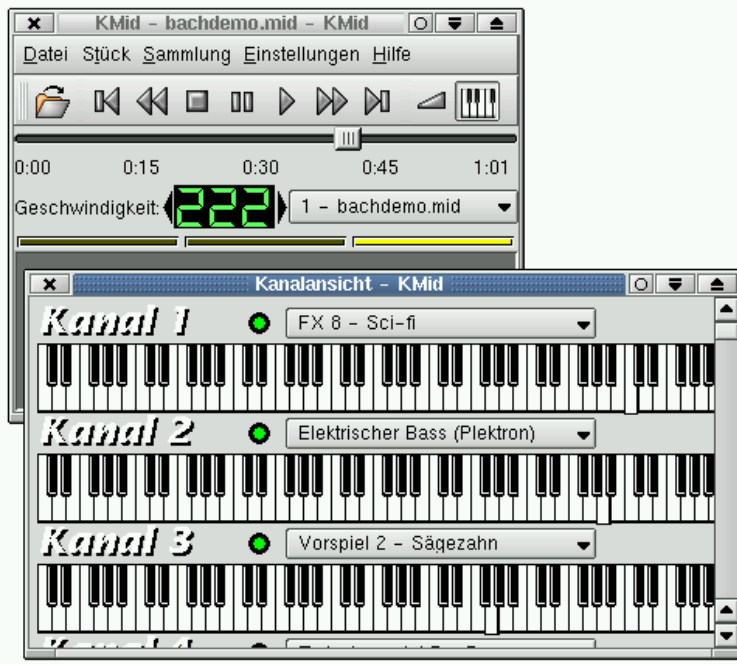 KMid - bachdemo.mid - KMid
Datei Stück Sammlung Einstellungen Hilfe
0:00 0:15 0:30 0:45 1:01
Geschwindigkeit: 222 1 - bachdemo.mid
Kanalansicht - KMid
Kanal 1 FX 8 - Sci-fi
Kanal 2 Elektrischer Bass (Plektron)
Kanal 3 Vorspiel 2 - Sägezahn
Kanal 4